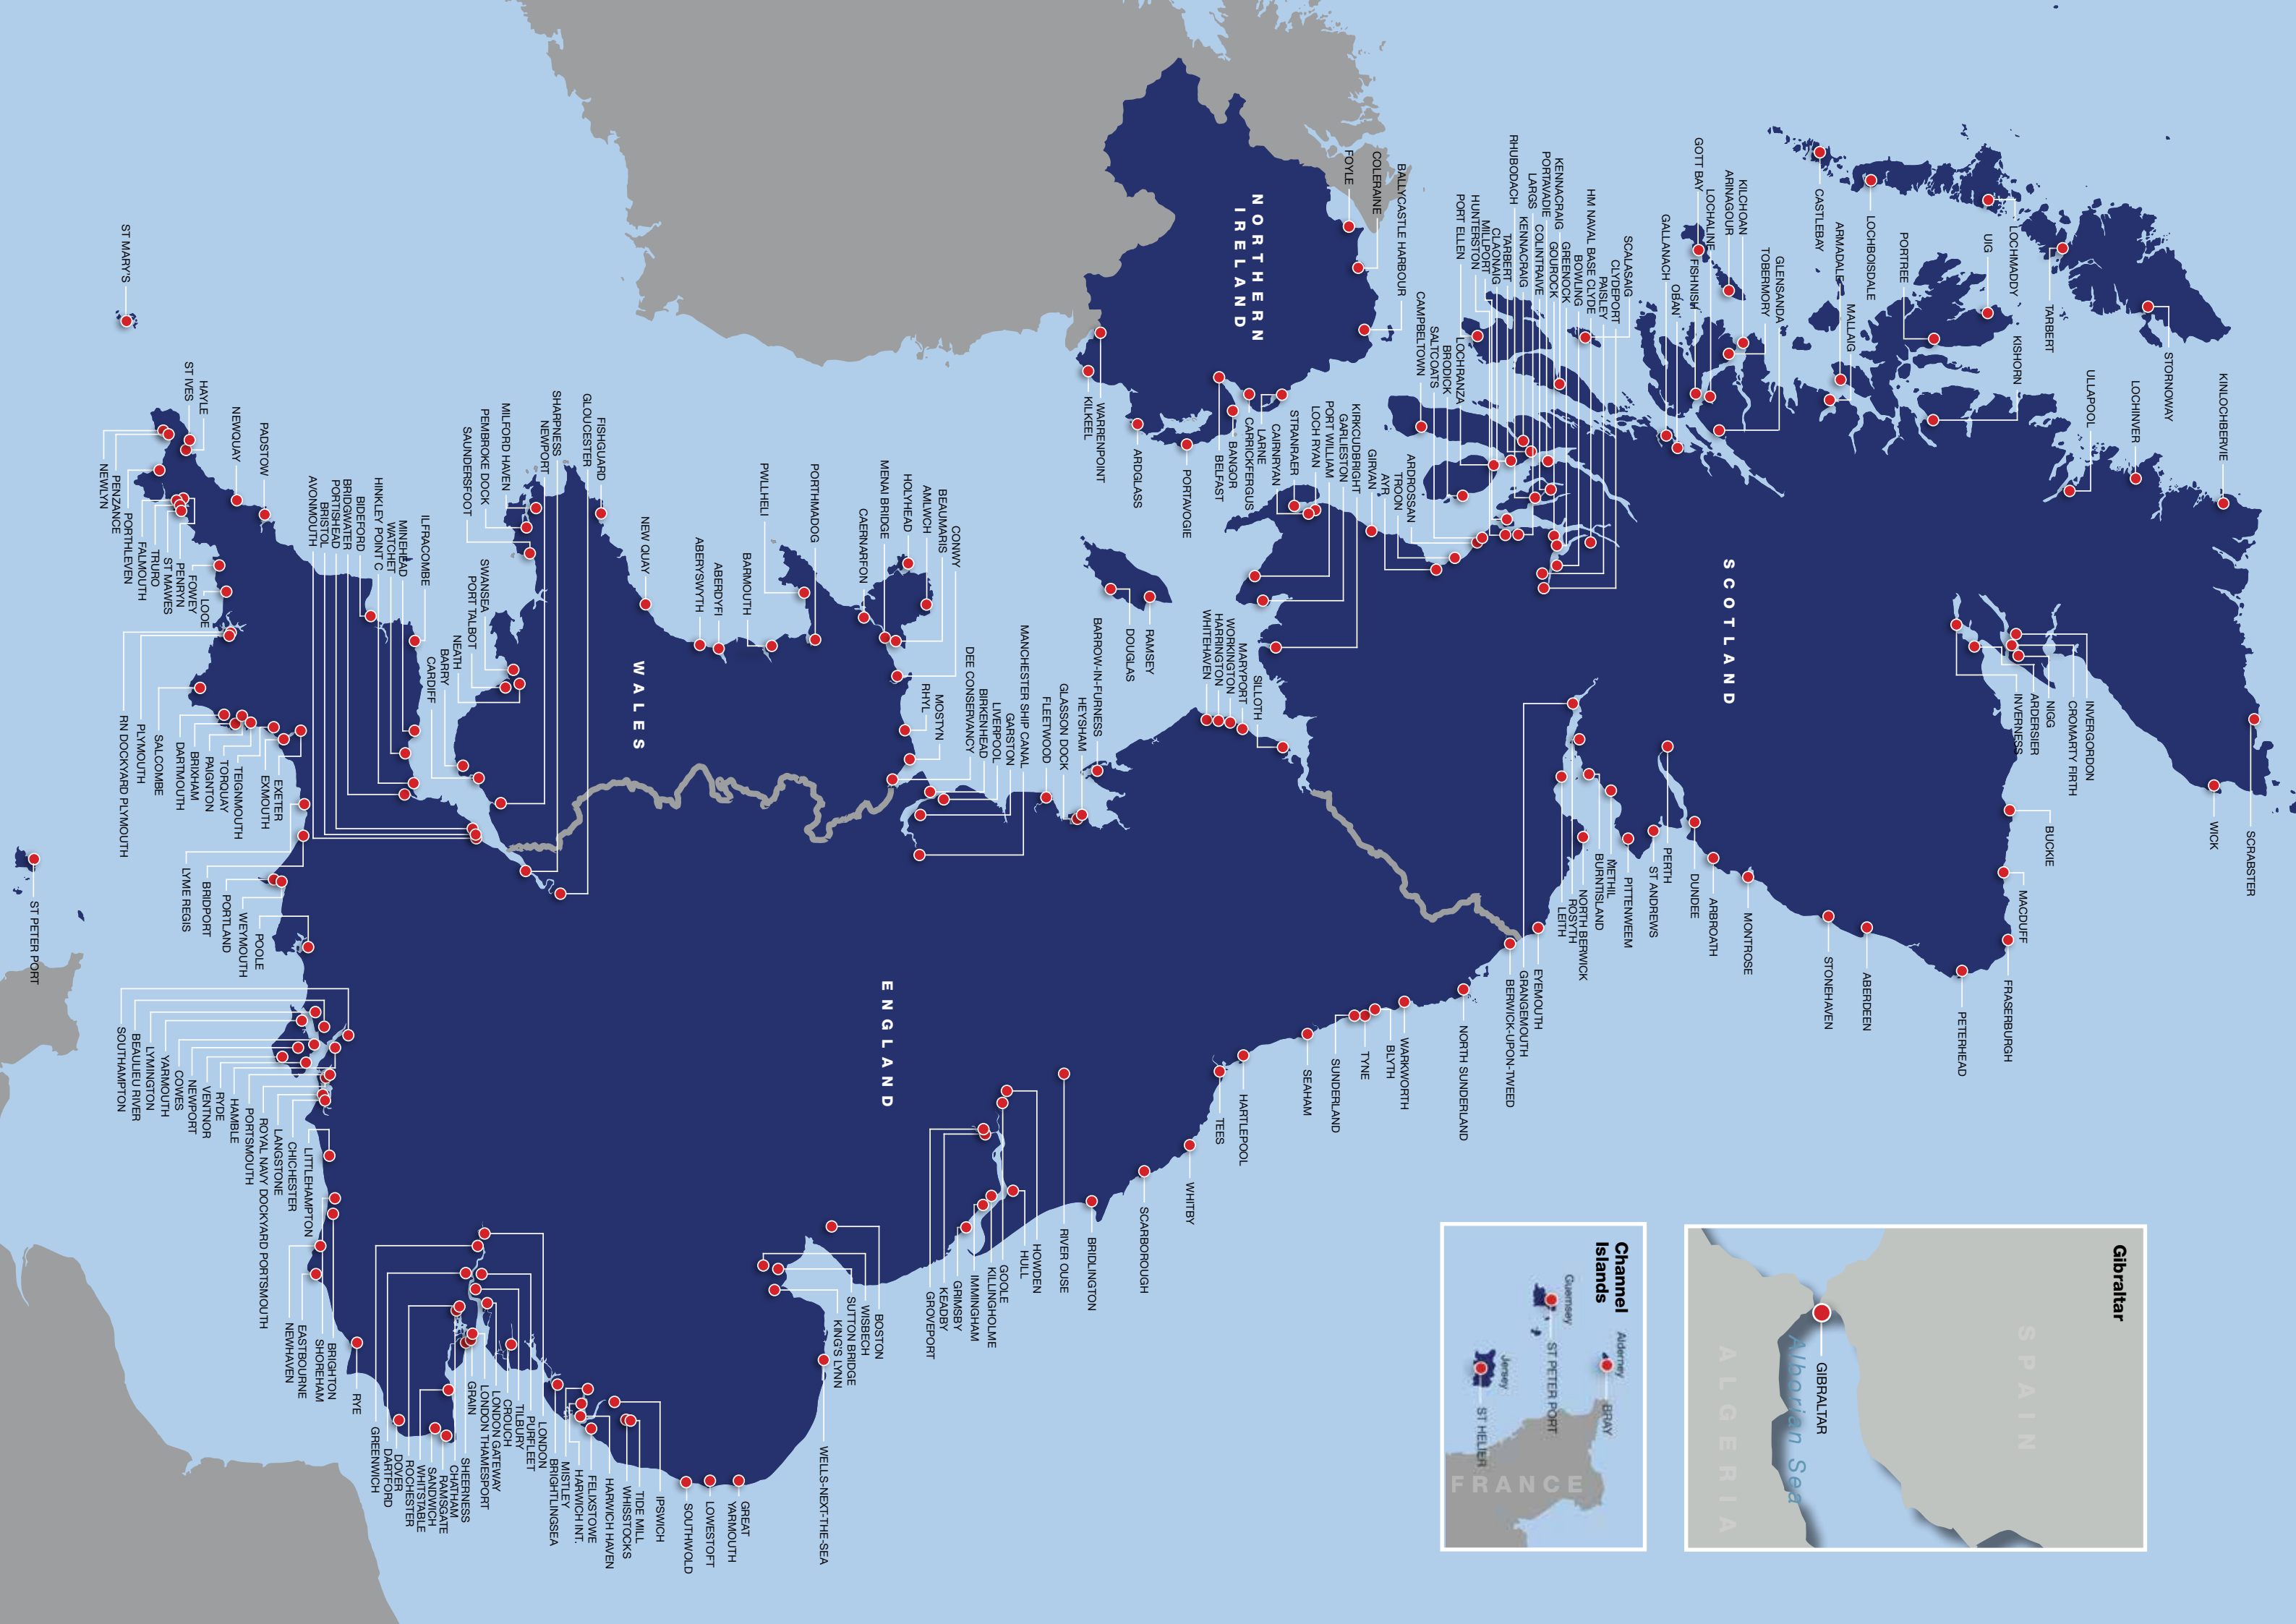 STORNOWAY
TARBERT
LOCHMADDY
UIG
LOCHBOISDALE
CASTLEBAY
PORTREE
ARMADALE
MALLAIG
KISHORN
ULLAPOOL
LOCHINVER
KINLOCHBERVIE
SCRABSTER
WICK
INVERGORDON
CROMARTY FIRTH
NIGG
ARDERSIER
INVERNESS
BUCKIE
MACDUFF
FRASERBURGH
PETERHEAD
ABERDEEN
STONEHAVEN
MONTROSE
ARBROATH
DUNDEE
PERTH
ST ANDREWS
PITTENWEEM
METHIL
BURNTISLAND
NORTH BERWICK
ROSYTH
LEITH
EYEMOUTH
GRANGEMOUTH
BERWICK-UPON-TWEED
SCOTLAND
GLENSANDA
TOBERMORY
KILCHOAN
ARINAGOUR
LOCHALINE
GOTT BAY
FISHNISH
OBAN
GALLANACH
SCALASAIG
CLYDEPORT
PAISLEY
HM NAVAL BASE CLYDE
BOWLING
GREENOCK
KENNACRAIG
GOUROCK
PORTAVADIE
COLINTRAIVE
LARGS
KENNACRAIG
RHUBODACH
TARBERT
CLAONAIG
MILLPORT
HUNTERSTON
PORT ELLEN
LOCHRANZA
BRODICK
SALTCOATS
CAMPBELTOWN
ARDROSSAN
TROON
AYR
GIRVAN
KIRKCUDBRIGHT
GARLIESTON
PORT WILLIAM
LOCH RYAN
STRANRAER
CAIRNRYAN
BALLYCASTLE HARBOUR
COLERAINE
FOYLE
NORTHERN
IRELAND
LARNE
CARRICKFERGUS
BANGOR
BELFAST
PORTAVOGIE
ARDGLASS
WARRENPOINT
KILKEEL
RAMSEY
DOUGLAS
SILLOTH
MARYPORT
WORKINGTON
HARRINGTON
WHITEHAVEN
BARROW-IN-FURNESS
HEYSHAM
GLASSON DOCK
FLEETWOOD
MANCHESTER SHIP CANAL
GARSTON
LIVERPOOL
BIRKENHEAD
DEE CONSERVANCY
MOSTYN
RHYL
CONWY
BEAUMARIS
AMLWCH
HOLYHEAD
MENAI BRIDGE
CAERNARFON
PORTHMADOG
PWLLHELI
BARMOUTH
ABERDYFI
ABERYSWYTH
NEW QUAY
WALES
FISHGUARD
GLOUCESTER
SHARPNESS
NEWPORT
MILFORD HAVEN
PEMBROKE DOCK
SAUNDERSFOOT
SWANSEA
PORT TALBOT
NEATH
BARRY
CARDIFF
ILFRACOMBE
MINEHEAD
WATCHET
HINKLEY POINT C
BIDEFORD
BRIDGWATER
PORTISHEAD
BRISTOL
AVONMOUTH
PADSTOW
NEWQUAY
HAYLE
ST IVES
ST MARY'S
NEWLYN
PENZANCE
PORTHLEVEN
FALMOUTH
TRURO
ST MAWES
PENRYN
FOWEY
LOOE
RN DOCKYARD PLYMOUTH
PLYMOUTH
SALCOMBE
DARTMOUTH
BRIXHAM
PAIGNTON
TORQUAY
TEIGNMOUTH
EXMOUTH
EXETER
LYME REGIS
BRIDPORT
PORTLAND
WEYMOUTH
POOLE
ST PETER PORT
SOUTHAMPTON
BEAULIEU RIVER
LYMINGTON
YARMOUTH
COWES
NEWPORT
VENTNOR
RYDE
HAMBLE
PORTSMOUTH
ROYAL NAVY DOCKYARD PORTSMOUTH
LANGSTONE
CHICHESTER
LITTLEHAMPTON
NEWHAVEN
EASTBOURNE
SHOREHAM
BRIGHTON
RYE
ENGLAND
NORTH SUNDERLAND
WARKWORTH
BLYTH
TYNE
SUNDERLAND
SEAHAM
HARTLEPOOL
TEES
WHITBY
SCARBOROUGH
BRIDLINGTON
RIVER OUSE
HOWDEN
HULL
GOOLE
KILLINGHOLME
IMMINGHAM
GRIMSBY
KEADBY
GROVEPORT
BOSTON
WISBECH
SUTTON BRIDGE
KING'S LYNN
WELLS-NEXT-THE-SEA
GREAT
YARMOUTH
LOWESTOFT
SOUTHWOLD
IPSWICH
TIDE MILL
WHISSTOCKS
HARWICH HAVEN
FELIXSTOWE
HARWICH INT.
MISTLEY
BRIGHTLINGSEA
LONDON
PURFLEET
TILBURY
CROUCH
LONDON GATEWAY
LONDON THAMESPORT
GRAIN
SHEERNESS
CHATHAM
RAMSGATE
SANDWICH
WHITSTABLE
ROCHESTER
DOVER
DARTFORD
GREENWICH
Gibraltar
SPAIN
GIBRALTAR
Alborian Sea
ALGERIA
Channel
Islands
Alderney
BRAY
Guernsey
ST PETER PORT
Jersey
ST HELIER
FRANCE